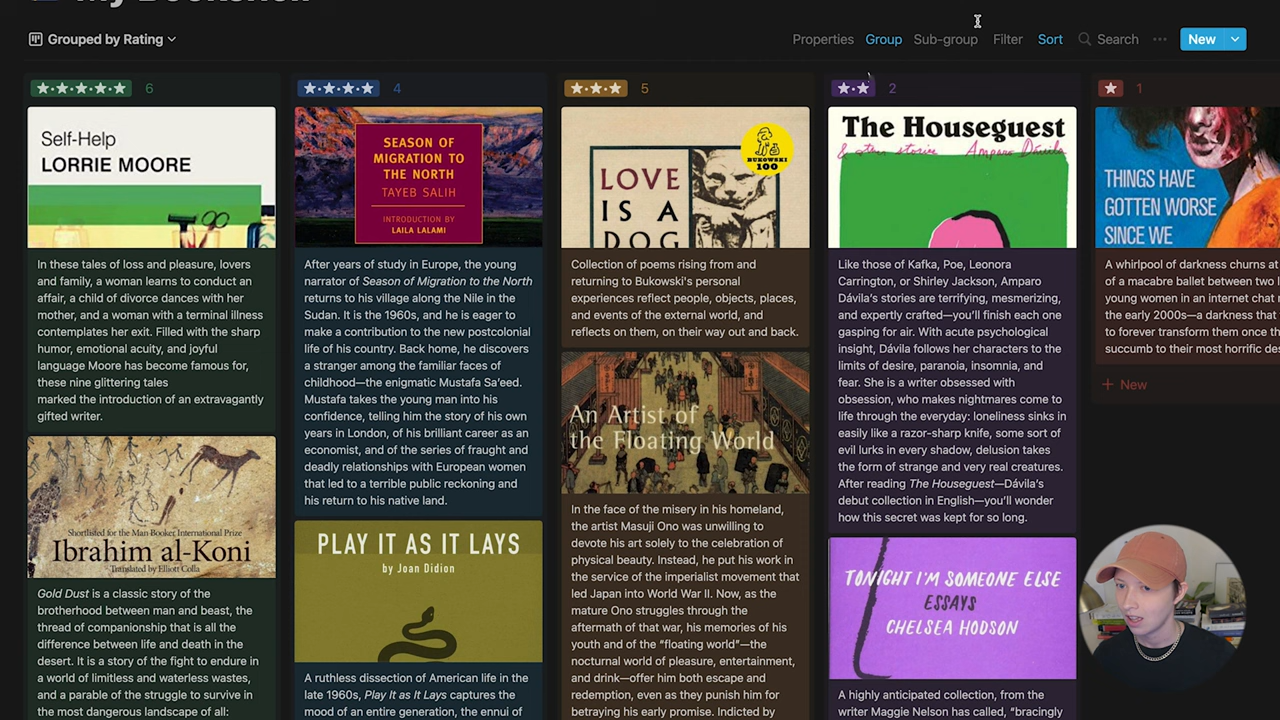 My Bookshelf
Grouped by Rating
Properties Group Sub-group Filter Sort Search ••• New
★•★•★•★•★ 6
Self-Help
LORRIE MOORE
In these tales of loss and pleasure, lovers
and family, a woman learns to conduct an
affair, a child of divorce dances with her
mother, and a woman with a terminal illness
contemplates her exit. Filled with the sharp
humor, emotional acuity, and joyful
language Moore has become famous for,
these nine glittering tales
marked the introduction of an extravagantly
gifted writer.
Shortlisted for the Man Booker International Prize
Ibrahim al-Koni
Translated by Elliott Colla
Gold Dust is a classic story of the
brotherhood between man and beast, the
thread of companionship that is all the
difference between life and death in the
desert. It is a story of the fight to endure in
a world of limitless and waterless wastes,
and a parable of the struggle to survive in
the most dangerous landscape of all:
★•★•★•★ 4
SEASON OF
MIGRATION TO
THE NORTH
TAYEB SALIH
INTRODUCTION BY
LAILA LALAMI
After years of study in Europe, the young
narrator of Season of Migration to the North
returns to his village along the Nile in the
Sudan. It is the 1960s, and he is eager to
make a contribution to the new postcolonial
life of his country. Back home, he discovers
a stranger among the familiar faces of
childhood—the enigmatic Mustafa Sa'eed.
Mustafa takes the young man into his
confidence, telling him the story of his own
years in London, of his brilliant career as an
economist, and of the series of fraught and
deadly relationships with European women
that led to a terrible public reckoning and
his return to his native land.
PLAY IT AS IT LAYS
by Joan Didion
A ruthless dissection of American life in the
late 1960s, Play It as It Lays captures the
mood of an entire generation, the ennui of
★•★•★ 5
BUKOWSKI
100
LOVE
IS A
DOG
Collection of poems rising from and
returning to Bukowski's personal
experiences reflect people, objects, places,
and events of the external world, and
reflects on them, on their way out and back.
An Artist of
the Floating World
In the face of the misery in his homeland,
the artist Masuji Ono was unwilling to
devote his art solely to the celebration of
physical beauty. Instead, he put his work in
the service of the imperialist movement that
led Japan into World War II. Now, as the
mature Ono struggles through the
aftermath of that war, his memories of his
youth and of the "floating world"—the
nocturnal world of pleasure, entertainment,
and drink—offer him both escape and
redemption, even as they punish him for
betraying his early promise. Indicted by
★•★ 2
The Houseguest
& other stories Amparo Dávila
Like those of Kafka, Poe, Leonora
Carrington, or Shirley Jackson, Amparo
Dávila's stories are terrifying, mesmerizing,
and expertly crafted—you'll finish each one
gasping for air. With acute psychological
insight, Dávila follows her characters to the
limits of desire, paranoia, insomnia, and
fear. She is a writer obsessed with
obsession, who makes nightmares come to
life through the everyday: loneliness sinks in
easily like a razor-sharp knife, some sort of
evil lurks in every shadow, delusion takes
the form of strange and very real creatures.
After reading The Houseguest—Dávila's
debut collection in English—you'll wonder
how this secret was kept for so long.
TONIGHT I'M SOMEONE ELSE
ESSAYS
CHELSEA HODSON
A highly anticipated collection, from the
writer Maggie Nelson has called, "bracingly
★ 1
THINGS HAVE
GOTTEN WORSE
SINCE WE
A whirlpool of darkness churns at
of a macabre ballet between two l
young women in an internet chat r
the early 2000s—a darkness that
to forever transform them once th
succumb to their most horrific de
+ New